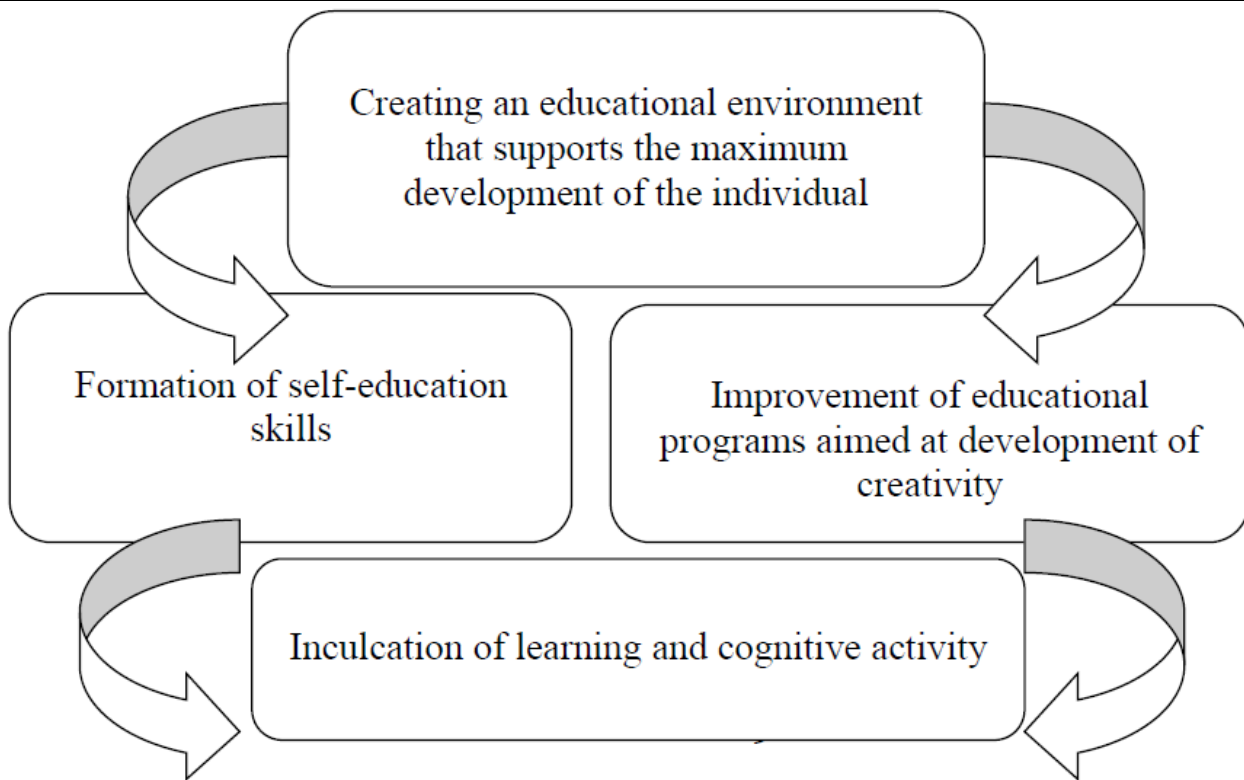 Creating an educational environment
that supports the maximum
development of the individual
Formation of self-education
skills
Improvement of educational
programs aimed at development of
creativity
Inculcation of learning and cognitive activity